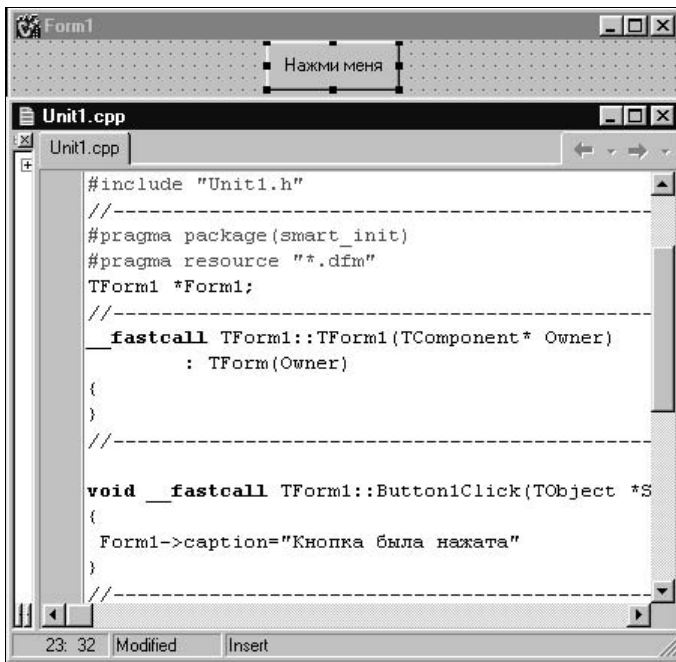 Form1
Нажми меня
Unit1.cpp
Unit1.cpp
#include "Unit1.h"
//---------------------------------------------
#pragma package(smart_init)
#pragma resource "*.dfm"
TForm1 *Form1;
//---------------------------------------------
__fastcall TForm1::TForm1(TComponent* Owner)
: TForm(Owner)
{
}
//---------------------------------------------
void __fastcall TForm1::Button1Click(TObject *S
{
Form1->caption="Кнопка была нажата"
}
//---------------------------------------------
23: 32 Modified Insert